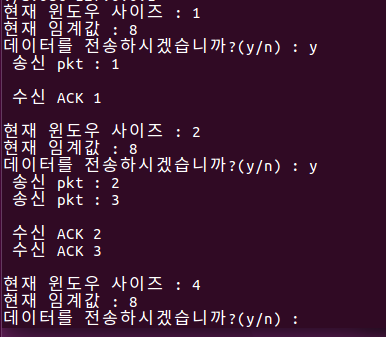 현재 윈도우 사이즈 : 1
현재 임계값 : 8
데이터를 전송하시겠습니까?(y/n) : y
송신 pkt : 1
수신 ACK 1
현재 윈도우 사이즈 : 2
현재 임계값 : 8
데이터를 전송하시겠습니까?(y/n) : y
송신 pkt : 2
송신 pkt : 3
수신 ACK 2
수신 ACK 3
현재 윈도우 사이즈 : 4
현재 임계값 : 8
데이터를 전송하시겠습니까?(y/n) :